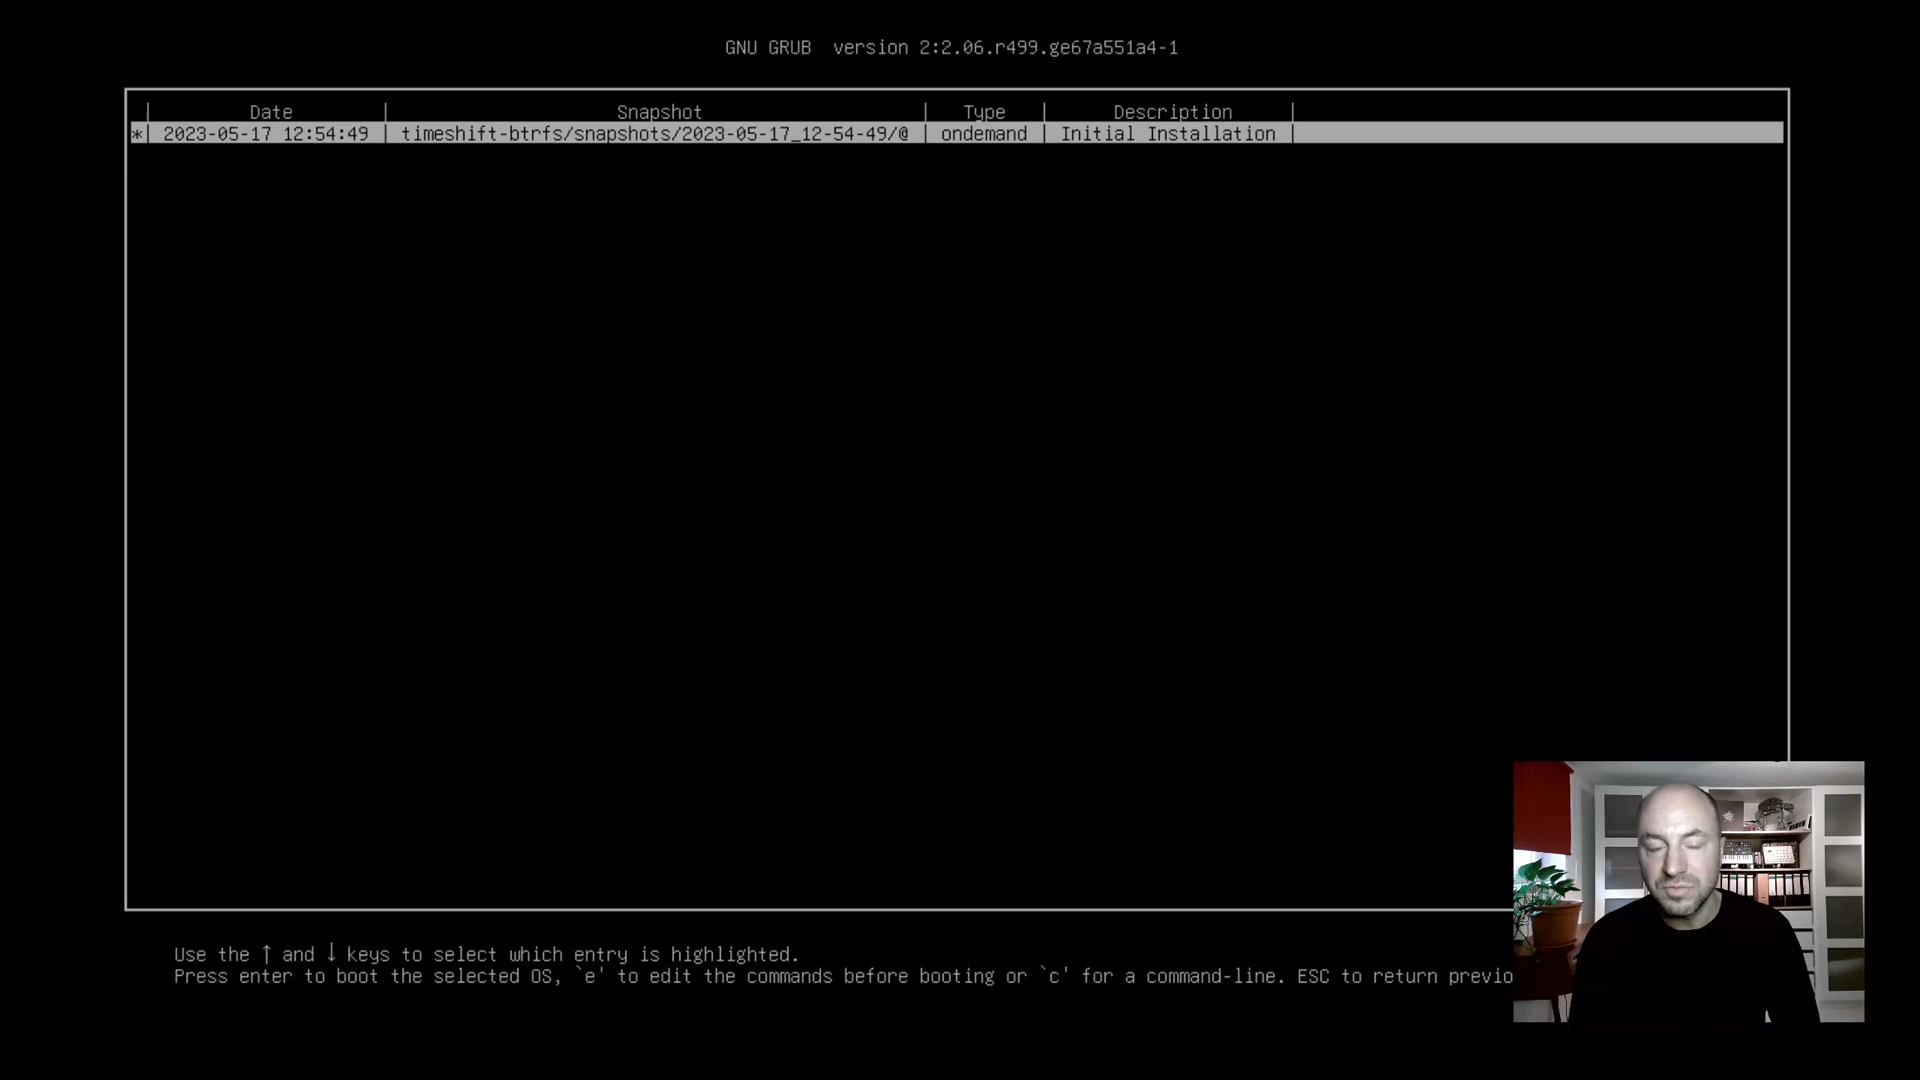 GNU GRUB  version 2:2.06.r499.ge67a551a4-1
| Date | Snapshot | Type | Description |
*| 2023-05-17 12:54:49 | timeshift-btrfs/snapshots/2023-05-17_12-54-49/@ | ondemand | Initial Installation |
Use the ↑ and ↓ keys to select which entry is highlighted.
Press enter to boot the selected OS, `e' to edit the commands before booting or `c' for a command-line. ESC to return previo